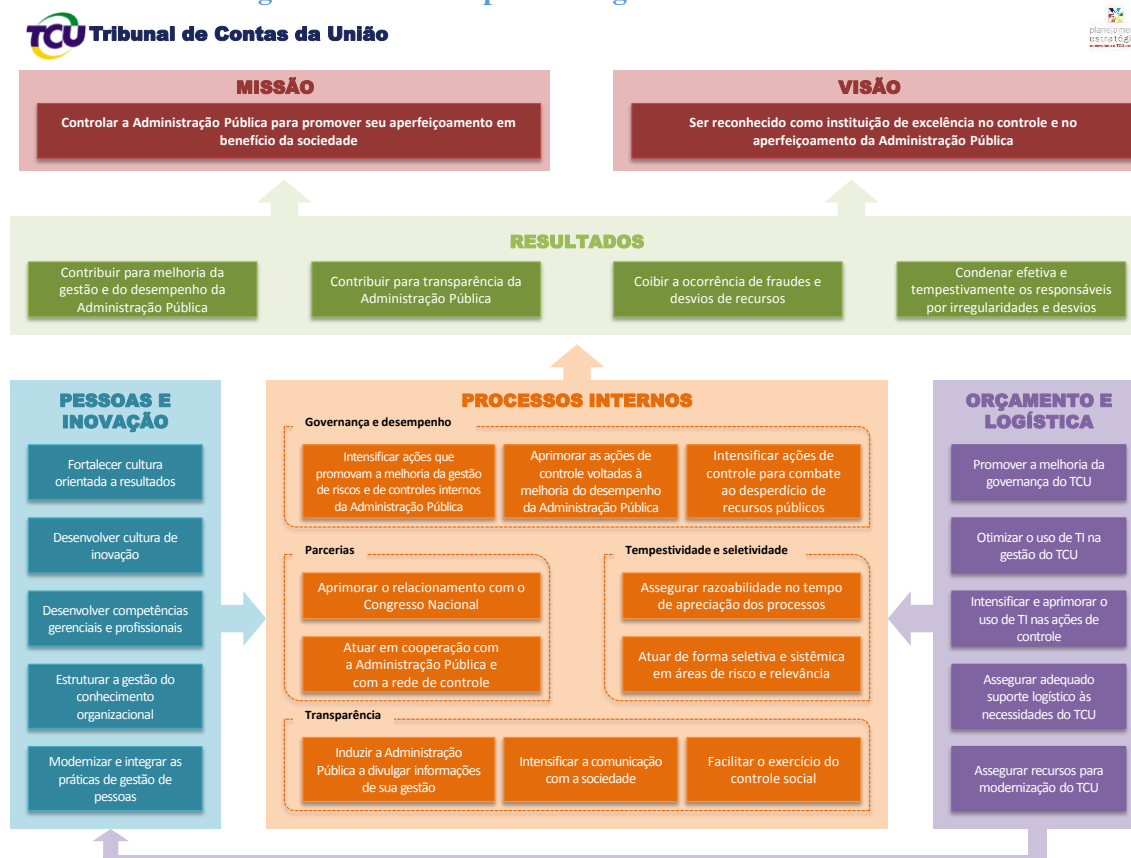 TCU Tribunal de Contas da União
MISSÃO
Controlar a Administração Pública para promover seu aperfeiçoamento em
benefício da sociedade
VISÃO
Ser reconhecido como instituição de excelência no controle e no
aperfeiçoamento da Administração Pública
RESULTADOS
Contribuir para melhoria da
gestão e do desempenho da
Administração Pública
Contribuir para transparência da
Administração Pública
Coibir a ocorrência de fraudes e
desvios de recursos
Condenar efetiva e
tempestivamente os responsáveis
por irregularidades e desvios
PESSOAS E
INOVAÇÃO
Fortalecer cultura
orientada a resultados
Desenvolver cultura de
inovação
Desenvolver competências
gerenciais e profissionais
Estruturar a gestão do
conhecimento
organizacional
Modernizar e integrar as
práticas de gestão de
pessoas
PROCESSOS INTERNOS
Governança e desempenho
Intensificar ações que
promovam a melhoria da gestão
de riscos e de controles internos
da Administração Pública
Aprimorar as ações de
controle voltadas à
melhoria do desempenho
da Administração Pública
Intensificar ações de
controle para combate
ao desperdício de
recursos públicos
Parcerias
Aprimorar o relacionamento com o
Congresso Nacional
Atuar em cooperação com
a Administração Pública e
com a rede de controle
Tempestividade e seletividade
Assegurar razoabilidade no tempo
de apreciação dos processos
Atuar de forma seletiva e sistêmica
em áreas de risco e relevância
Transparência
Induzir a Administração
Pública a divulgar informações
de sua gestão
Intensificar a comunicação
com a sociedade
Facilitar o exercício do
controle social
ORÇAMENTO E
LOGÍSTICA
Promover a melhoria da
governança do TCU
Otimizar o uso de TI na
gestão do TCU
Intensificar e aprimorar o
uso de TI nas ações de
controle
Assegurar adequado
suporte logístico às
necessidades do TCU
Assegurar recursos para
modernização do TCU